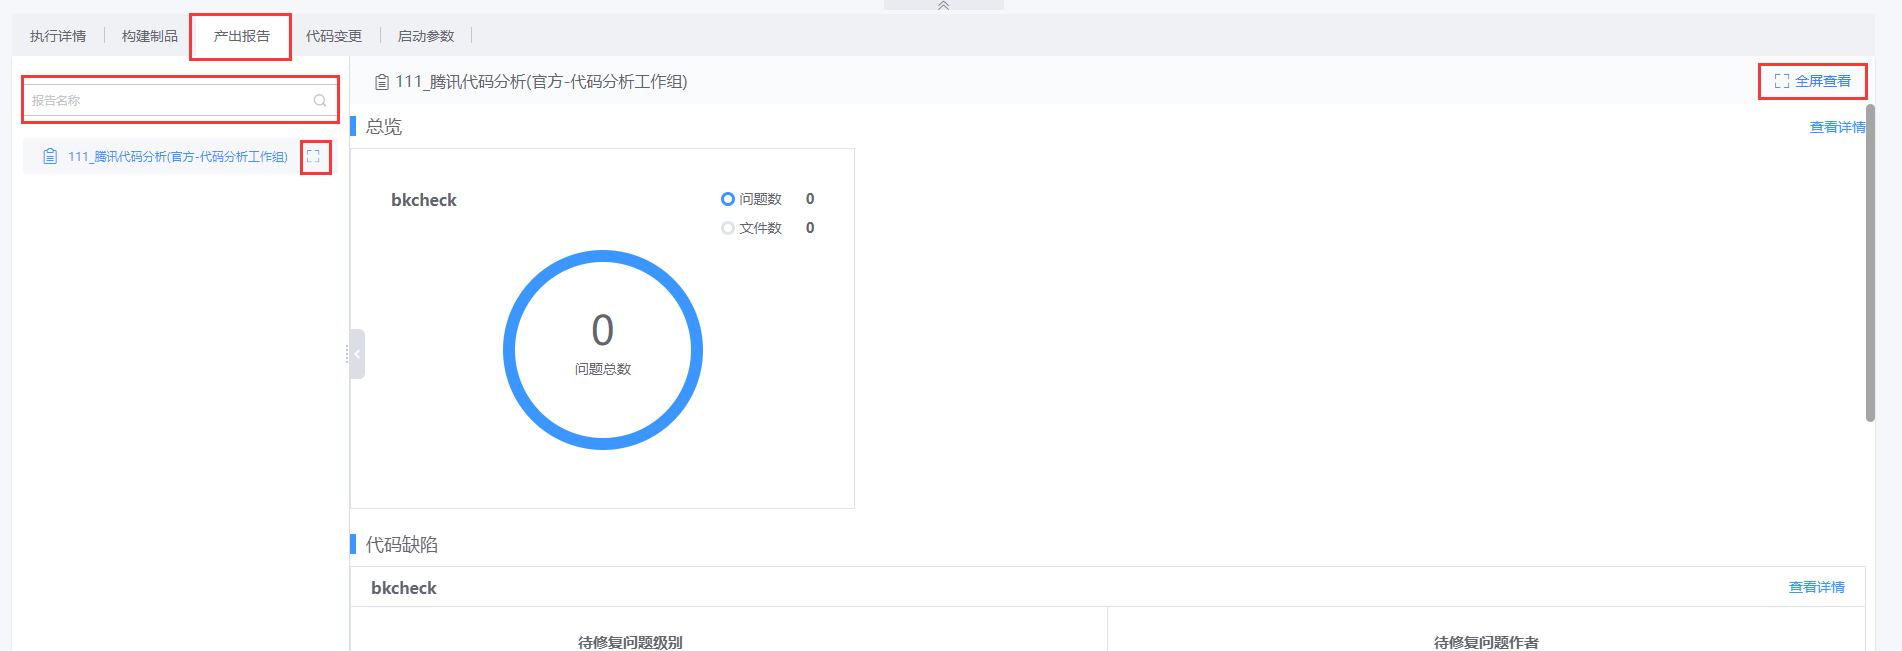 执行详情
构建制品
产出报告
代码变更
启动参数
报告名称
111_腾讯代码分析(官方-代码分析工作组)
111_腾讯代码分析(官方-代码分析工作组)
全屏查看
总览
查看详情
bkcheck
问题数 0
文件数 0
0
问题总数
代码缺陷
bkcheck
查看详情
待修复问题级别
待修复问题作者